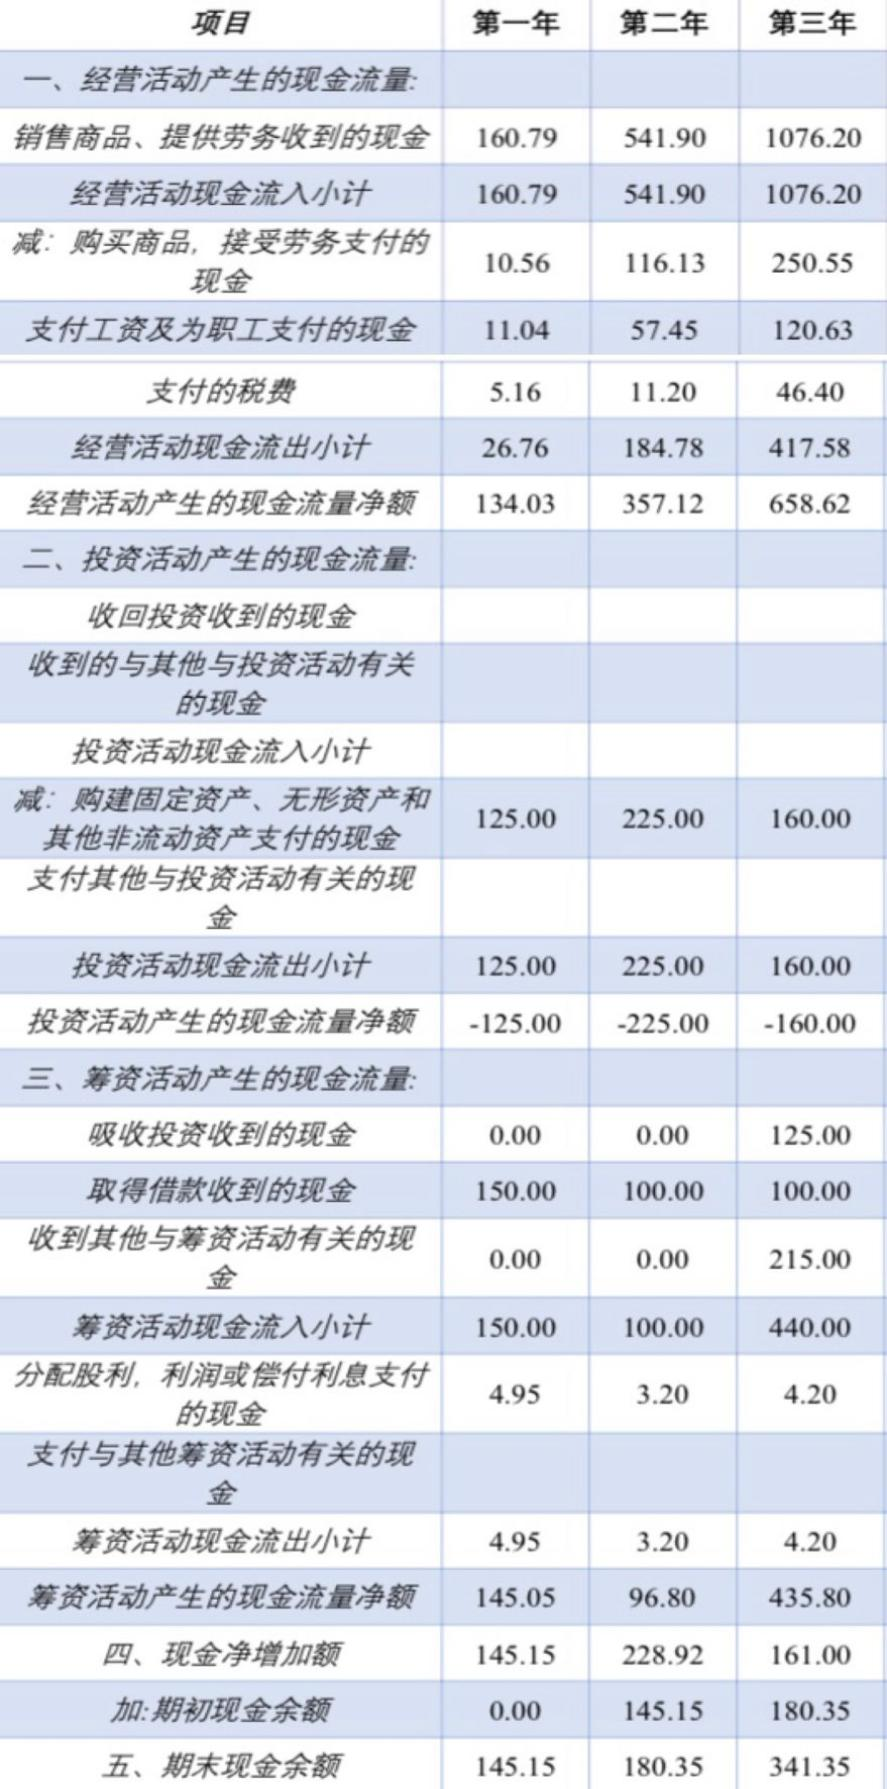 项目 第一年 第二年 第三年
一、经营活动产生的现金流量:
销售商品、提供劳务收到的现金 160.79 541.90 1076.20
经营活动现金流入小计 160.79 541.90 1076.20
减：购买商品，接受劳务支付的
现金 10.56 116.13 250.55
支付工资及为职工支付的现金 11.04 57.45 120.63
支付的税费 5.16 11.20 46.40
经营活动现金流出小计 26.76 184.78 417.58
经营活动产生的现金流量净额 134.03 357.12 658.62
二、投资活动产生的现金流量:
收回投资收到的现金
收到的与其他与投资活动有关
的现金
投资活动现金流入小计
减：购建固定资产、无形资产和
其他非流动资产支付的现金 125.00 225.00 160.00
支付其他与投资活动有关的现
金
投资活动现金流出小计 125.00 225.00 160.00
投资活动产生的现金流量净额 -125.00 -225.00 -160.00
三、筹资活动产生的现金流量:
吸收投资收到的现金 0.00 0.00 125.00
取得借款收到的现金 150.00 100.00 100.00
收到其他与筹资活动有关的现
金 0.00 0.00 215.00
筹资活动现金流入小计 150.00 100.00 440.00
分配股利，利润或偿付利息支付
的现金 4.95 3.20 4.20
支付与其他筹资活动有关的现
金
筹资活动现金流出小计 4.95 3.20 4.20
筹资活动产生的现金流量净额 145.05 96.80 435.80
四、现金净增加额 145.15 228.92 161.00
加:期初现金余额 0.00 145.15 180.35
五、期末现金余额 145.15 180.35 341.35